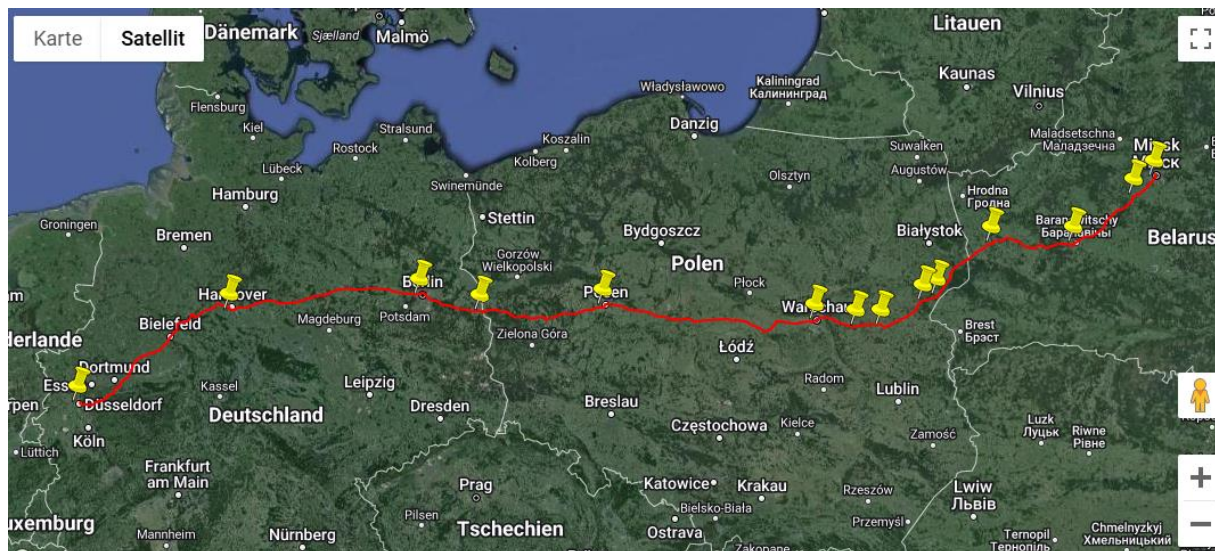 Karte
Satellit
Dänemark
Sjælland
Malmö
Litauen
Kaunas
Vilnius
Flensburg
Kiel
Stralsund
Rostock
Lübeck
Hamburg
Swinemünde
Koszalin
Kolberg
Władysławowo
Danzig
Kaliningrad
Калининград
Maladsetschna
Маладзечна
Suwalken
Augustów
Olsztyn
Hrodna
Гродна
Groningen
Bremen
Stettin
Bydgoszcz
Białystok
Belarus
Gorzów
Wielkopolski
Polen
Płock
Potsdam
Magdeburg
Bielefeld
Zielona Góra
Łódź
Brest
Брэст
Dortmund
Düsseldorf
Köln
Lüttich
Kassel
Leipzig
Dresden
Deutschland
Breslau
Radom
Lublin
Częstochowa
Kielce
Zamość
Luzk
Луцьк
Riwne
Рівне
Frankfurt
am Main
Prag
Pilsen
Tschechien
Katowice
Krakau
Bielsko-Biała
Ostrava
Rzeszów
Przemyśl
Lwiw
Львів
Mannheim
Nürnberg
Zakopane
Ternopil
Тернопіль
Chmelnyzkyj
Хмельницький